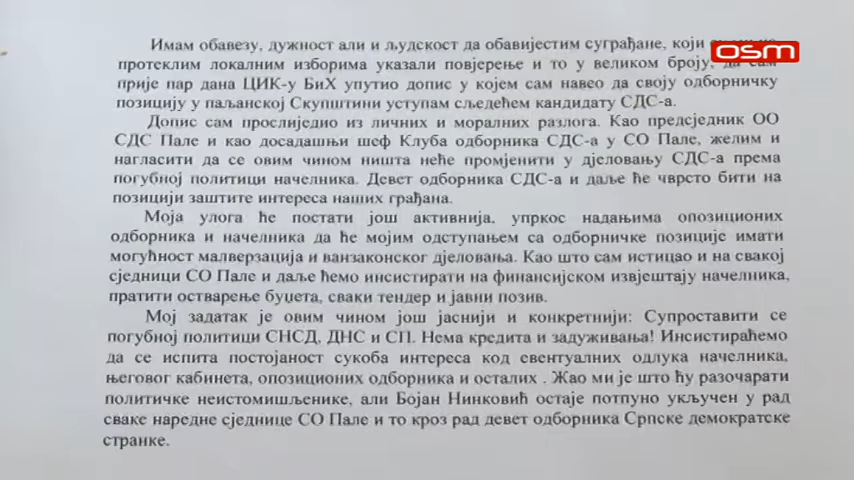 Имам обавезу, дужност али и људскост да обавијестим суграђане, који
osm
протеклим локалним изборима указали повјерење и то у великом броју, да сам
прије пар дана ЦИК-у БиХ упутио допис у којем сам навео да своју одборничку
позицију у паљанској Скупштини уступам сљедећем кандидату СДС-а.
Допис сам прослиједио из личних и моралних разлога. Као предсједник ОО
СДС Пале и као досадашњи шеф Клуба одборника СДС-а у СО Пале, желим и
нагласити да се овим чином ништа неће промјенити у дјеловању СДС-а према
погубној политици начелника. Девет одборника СДС-а и даље ће чврсто бити на
позицији заштите интереса наших грађана.
Моја улога ће постати још активнија, упркос надањима опозиционих
одборника и начелника да ће мојим одступањем са одборничке позиције имати
могућност малверзација и ванзаконског дјеловања. Као што сам истицао и на свакој
сједници СО Пале и даље ћемо инсистирати на финансијском извјештају начелника,
пратити остварење буџета, сваки тендер и јавни позив.
Мој задатак је овим чином још јаснији и конкретнији: Супроставити се
погубној политици СНСД, ДНС и СП. Нема кредита и задуживања! Инсистираћемо
да се испита постојаност сукоба интереса код евентуалних одлука начелника,
његовог кабинета, опозиционих одборника и осталих . Жао ми је што ћу разочарати
политичке неистомишљенике, али Бојан Нинковић остаје потпуно укључен у рад
сваке наредне сједнице СО Пале и то кроз рад девет одборника Српске демократске
странке.